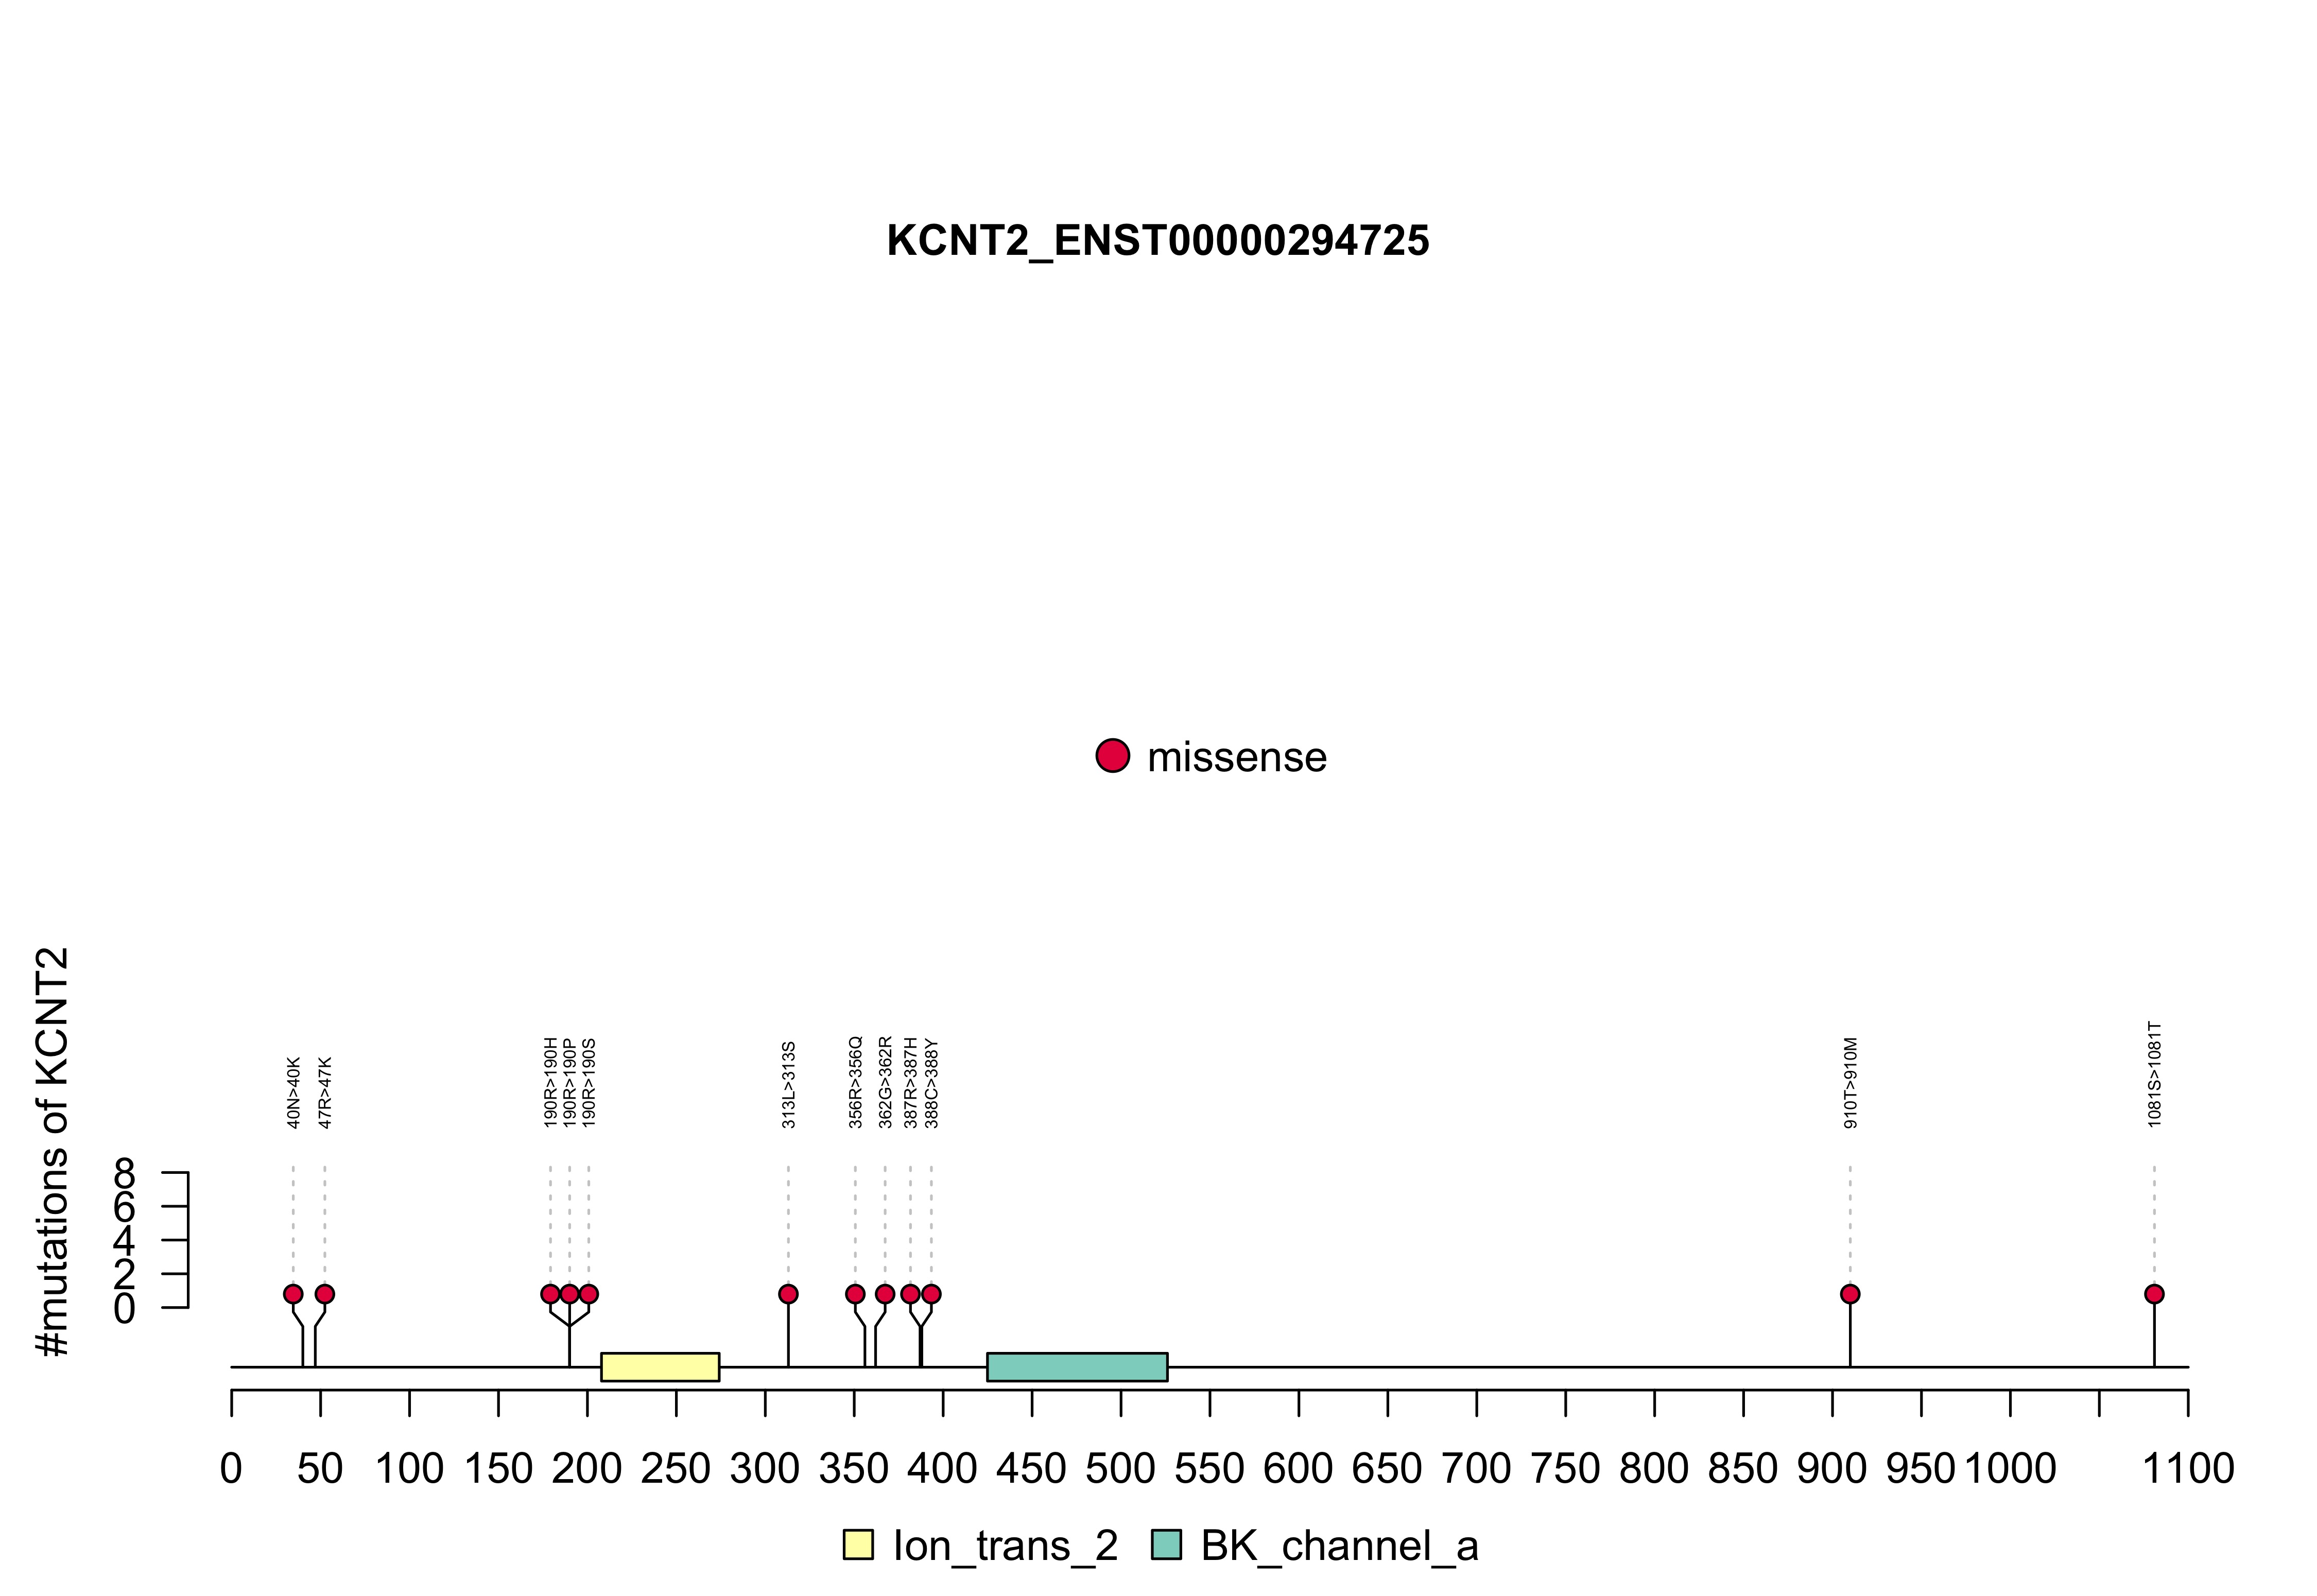 KCNT2_ENST00000294725
missense
#mutations of KCNT2
40N>40K
47R>47K
190R>190H
190R>190P
190R>190S
313L>313S
356R>356Q
362G>362R
387R>387H
388C>388Y
910T>910M
1081S>1081T
8
6
4
2
0
0 50 100 150 200 250 300 350 400 450 500 550 600 650 700 750 800 850 900 950 1000 1100
Ion_trans_2 BK_channel_a